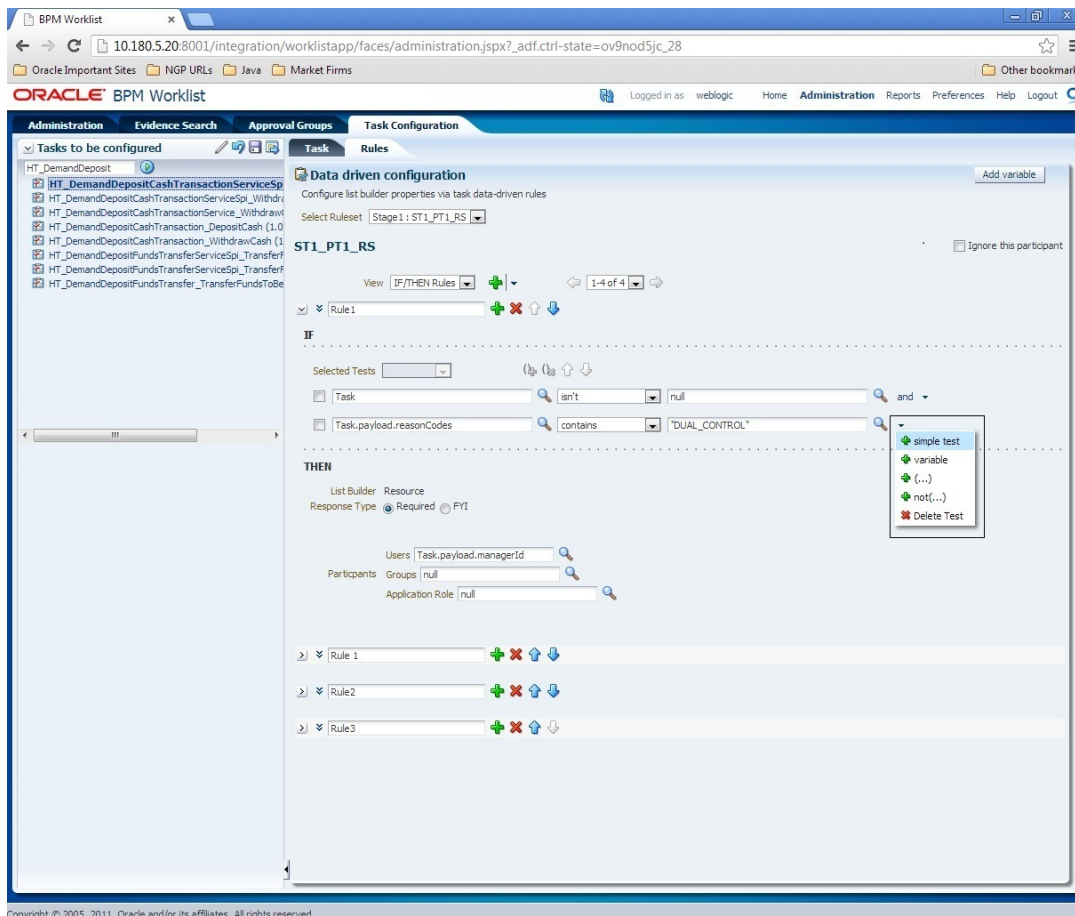 BPM Worklist
10.180.5.20:8001/integration/worklistapp/faces/administration.jspx?_adf.ctrl-state=ov9nod5jc_28
Oracle Important Sites NGP URLs Java Market Firms Other bookmar
ORACLE BPM Worklist Logged in as weblogic Home Administration Reports Preferences Help Logout
Administration Evidence Search Approval Groups Task Configuration
Tasks to be configured
HT_DemandDeposit
HT_DemandDepositCashTransactionServiceSp
HT_DemandDepositCashTransactionServiceSpi_Withdra
HT_DemandDepositCashTransactionService_Withdraw
HT_DemandDepositCashTransaction_DepositCash (1.0
HT_DemandDepositCashTransaction_WithdrawCash (1
HT_DemandDepositFundsTransferServiceSpi_TransferF
HT_DemandDepositFundsTransferServiceSpi_TransferF
HT_DemandDepositFundsTransfer_TransferFundsToBe
Task Rules
Data driven configuration Add variable
Configure list builder properties via task data-driven rules
Select Ruleset Stage1 : ST1_PT1_RS
ST1_PT1_RS Ignore this participant
View IF/THEN Rules 1-4 of 4
Rule1
IF
Selected Tests
Task isn't null and
Task.payload.reasonCodes contains "DUAL_CONTROL"
simple test
variable
(...)
not(...)
Delete Test
THEN
List Builder Resource
Response Type Required FYI
Users Task.payload.managerId
Particpants Groups null
Application Role null
Rule 1
Rule2
Rule3
Copyright © 2005, 2011, Oracle and/or its affiliates. All rights reserved.